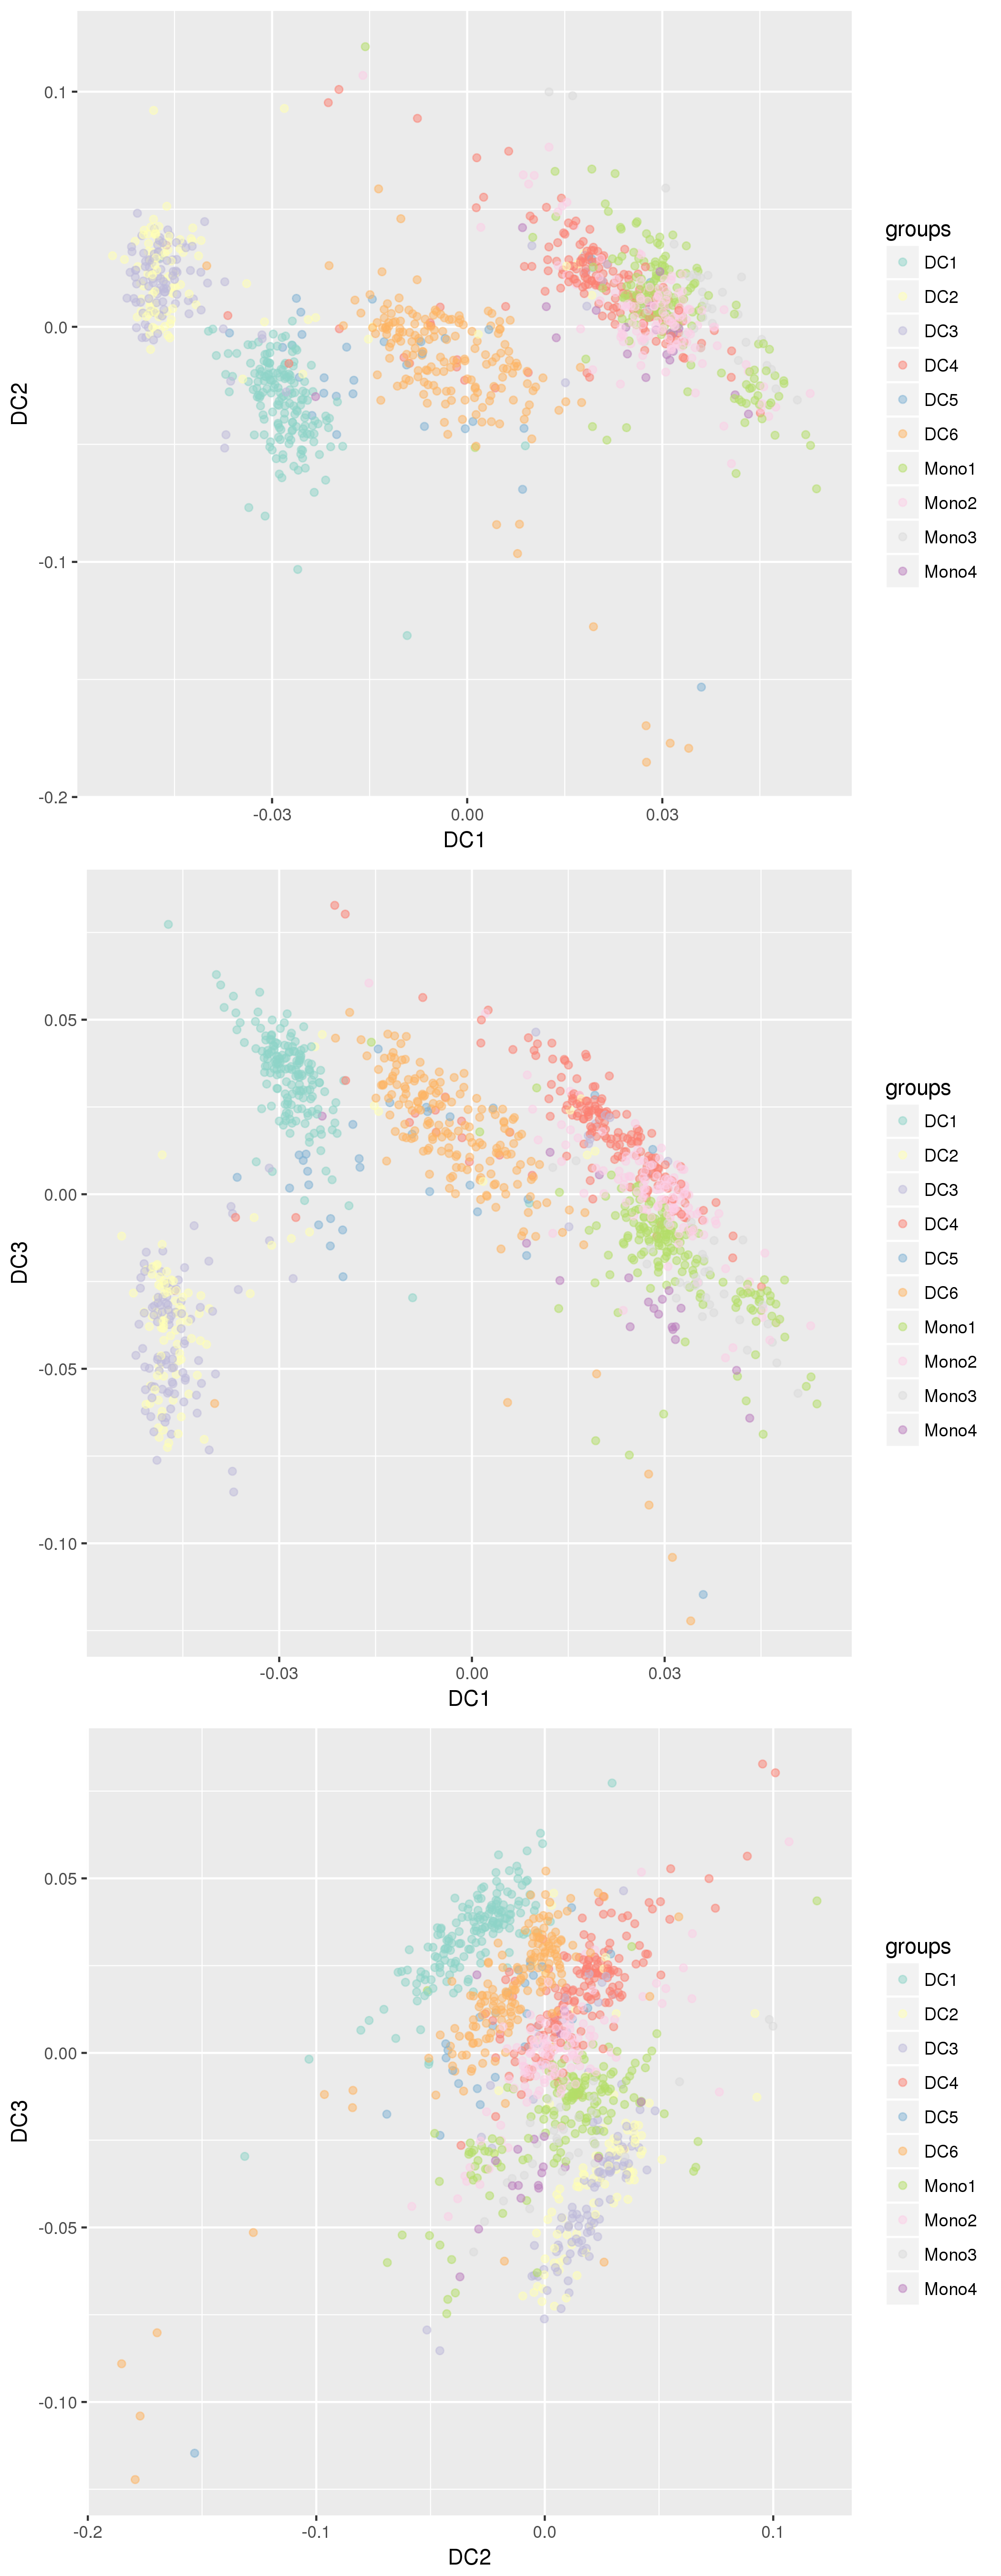 0.1
0.0
-0.1
-0.2
DC2
-0.03
0.00
0.03
DC1
groups
DC1
DC2
DC3
DC4
DC5
DC6
Mono1
Mono2
Mono3
Mono4
0.05
0.00
-0.05
-0.10
DC3
-0.03
0.00
0.03
DC1
groups
DC1
DC2
DC3
DC4
DC5
DC6
Mono1
Mono2
Mono3
Mono4
0.05
0.00
-0.05
-0.10
DC3
-0.2
-0.1
0.0
0.1
DC2
groups
DC1
DC2
DC3
DC4
DC5
DC6
Mono1
Mono2
Mono3
Mono4